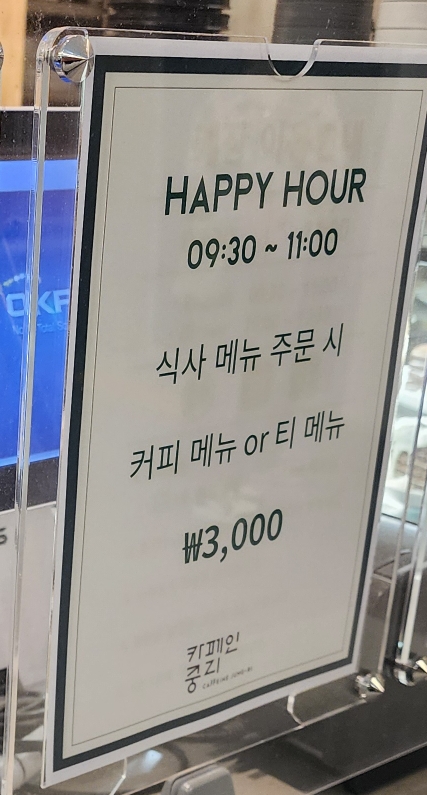 HAPPY HOUR
09:30 ~ 11:00
식사 메뉴 주문 시
커피 메뉴 or 티 메뉴
₩3,000
카페인
중리